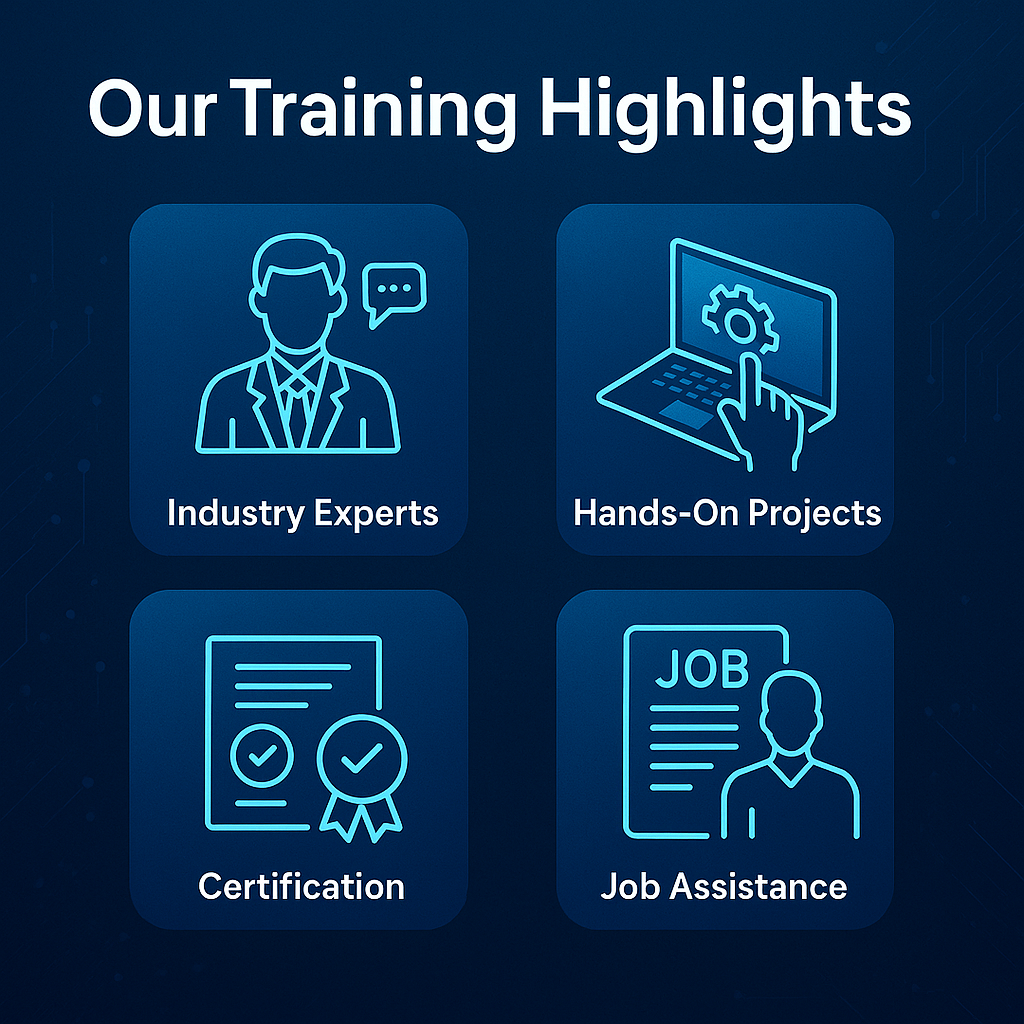 Our Training Highlights
Industry Experts
Hands-On Projects
JOB
Certification
Job Assistance